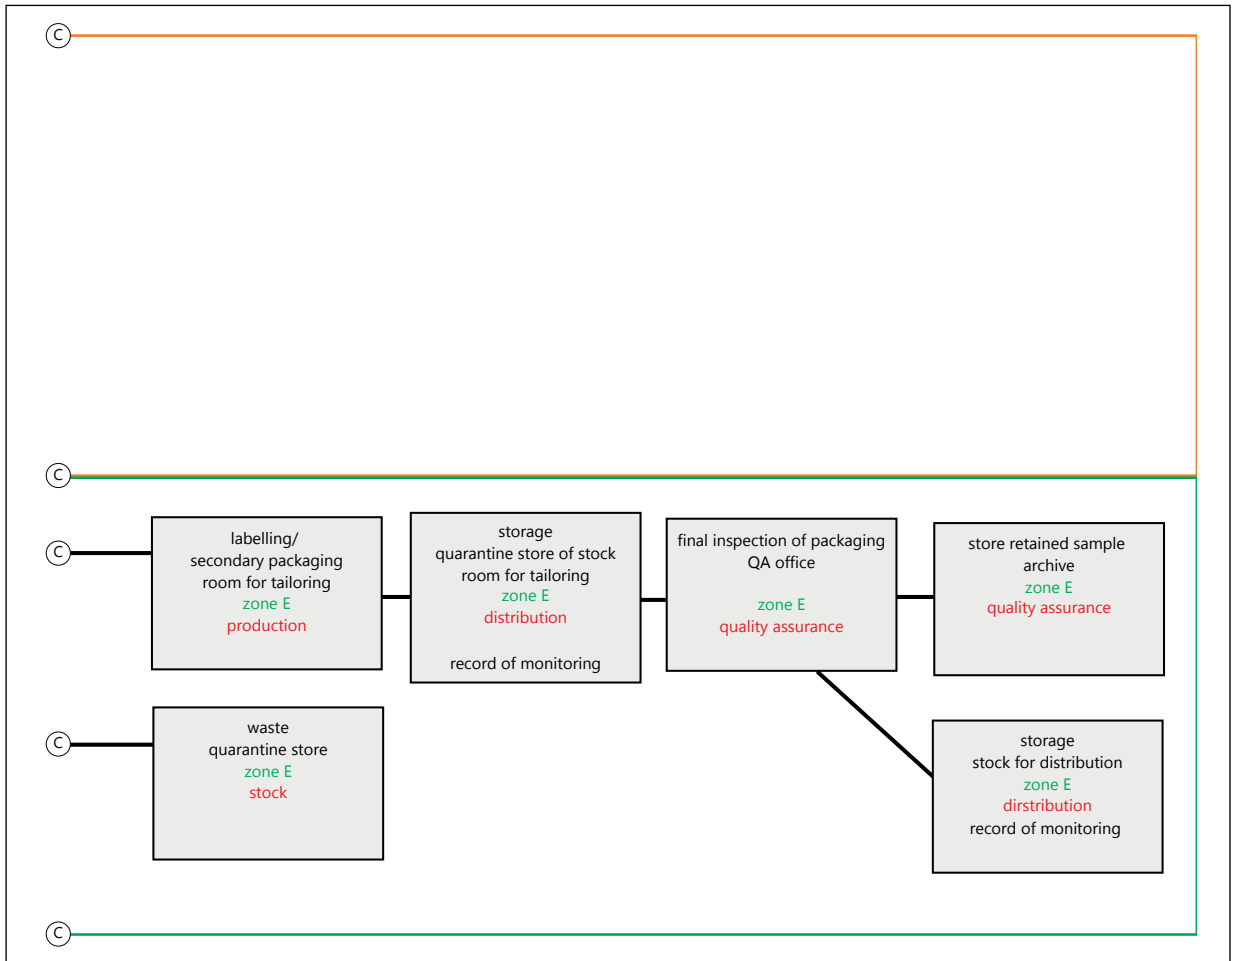 C
C
C
labelling/
secondary packaging
room for tailoring
zone E
production
storage
quarantine store of stock
room for tailoring
zone E
distribution
record of monitoring
final inspection of packaging
QA office
zone E
quality assurance
store retained sample
archive
zone E
quality assurance
C
waste
quarantine store
zone E
stock
storage
stock for distribution
zone E
dirstribution
record of monitoring
C